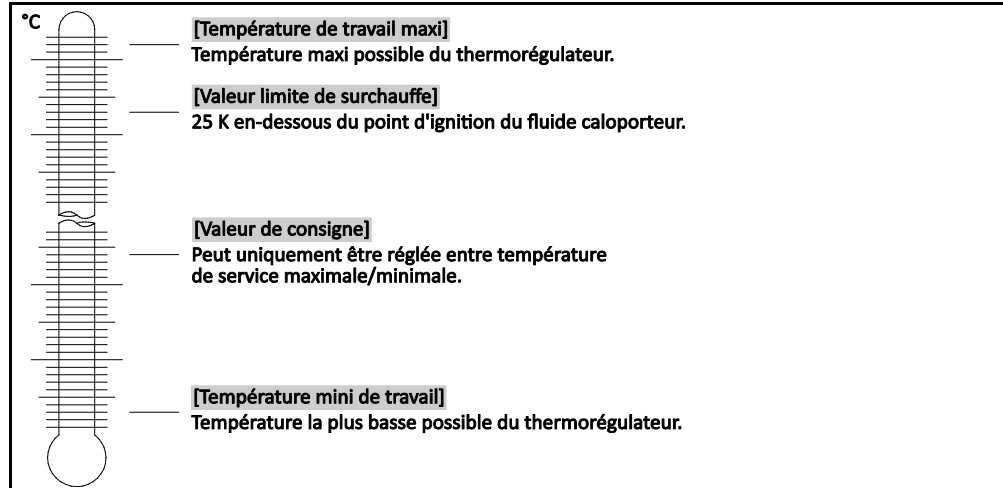 °C
[Température de travail maxi]
Température maxi possible du thermorégulateur.
[Valeur limite de surchauffe]
25 K en-dessous du point d'ignition du fluide caloporteur.
[Valeur de consigne]
Peut uniquement être réglée entre température
de service maximale/minimale.
[Température mini de travail]
Température la plus basse possible du thermorégulateur.